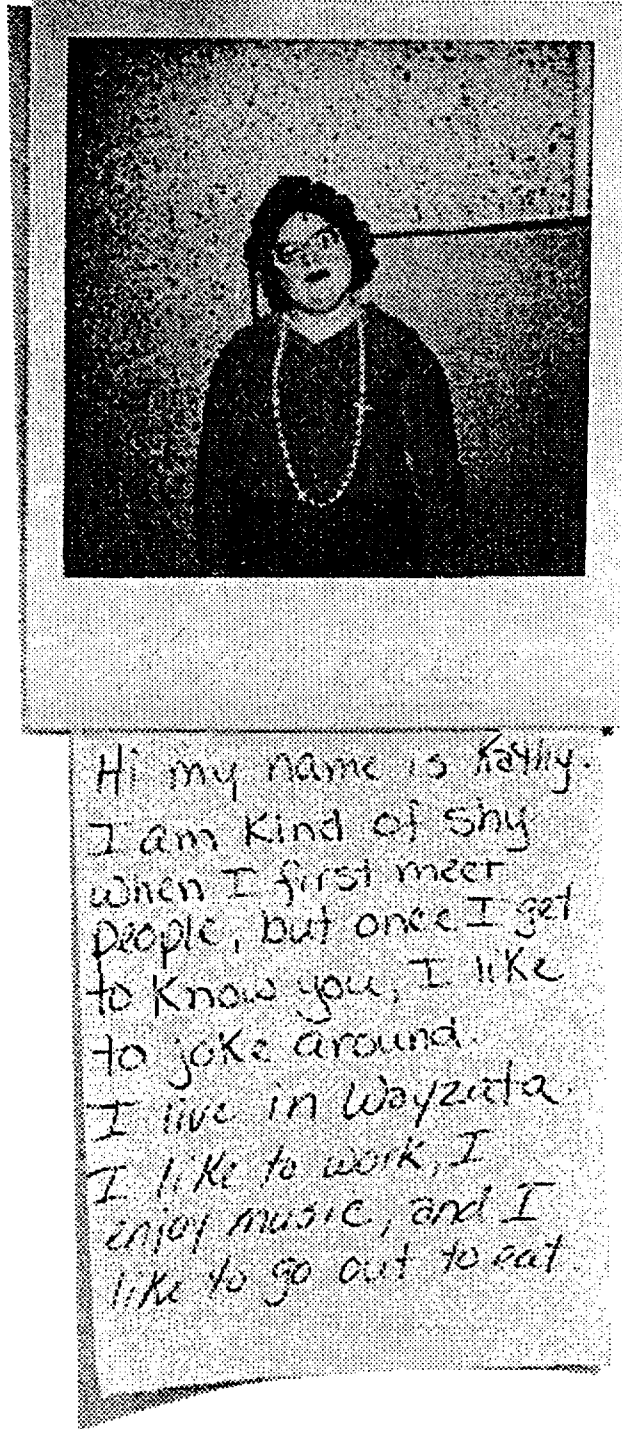 Hi my name is Kathy.
I am kind of shy
when I first meet
people, but once I get
to know you, I like
to joke around.
I live in Wayzata.
I like to work, I
enjoy music, and I
like to go out to eat